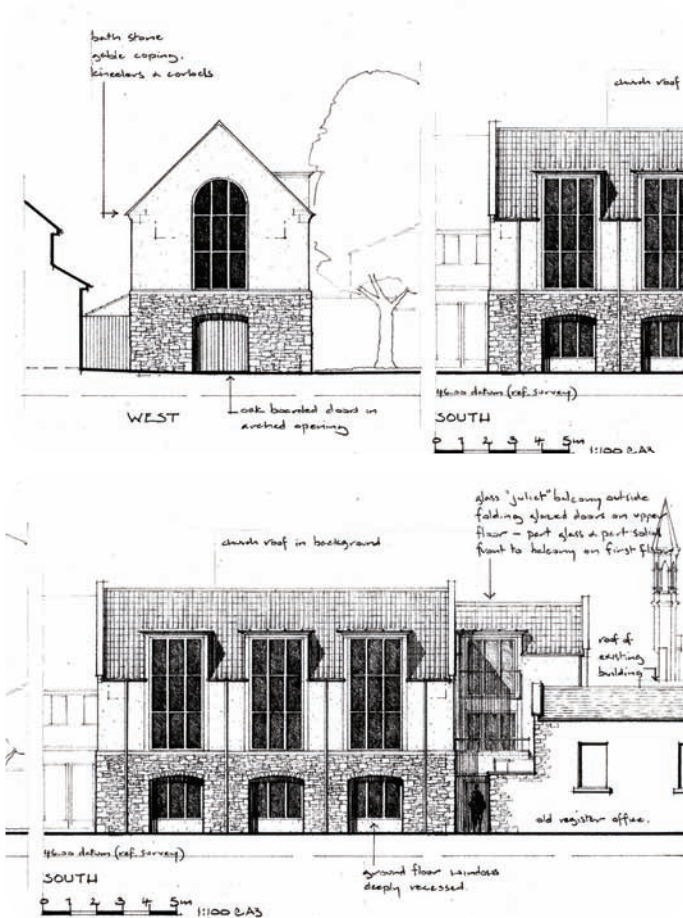 bath stone
gable coping,
kneelers & corbels
church roof
46.00 datum (ref. survey)
WEST
oak boarded doors in
arched opening
SOUTH
0 1 2 3 4 5m
1:100 @ A3
glass "juliet" balcony outside
folding glazed doors on upper
floor - part glass & part solid
front to balcony on first floor
church roof in background
roof of
existing
building
old register office.
46.00 datum (ref. survey)
SOUTH
ground floor windows
deeply recessed.
0 1 2 3 4 5m
1:100 @ A3